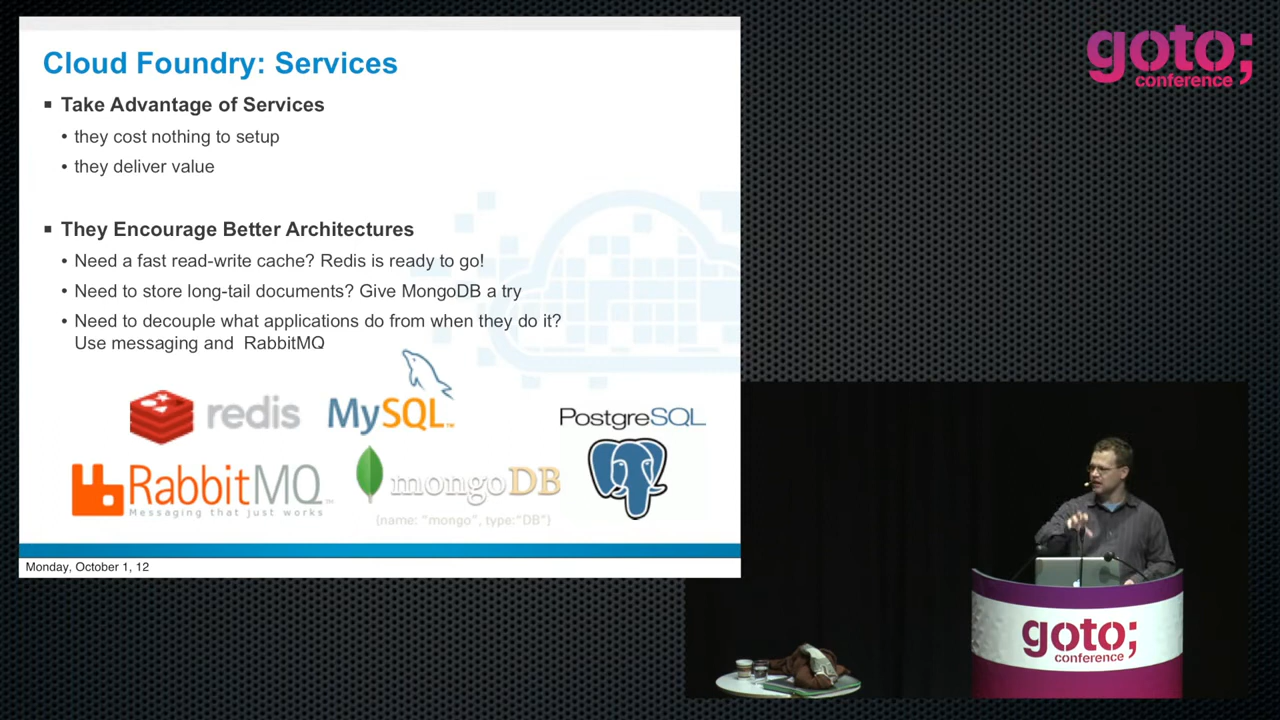 Cloud Foundry: Services
▪ Take Advantage of Services
• they cost nothing to setup
• they deliver value
▪ They Encourage Better Architectures
• Need a fast read-write cache? Redis is ready to go!
• Need to store long-tail documents? Give MongoDB a try
• Need to decouple what applications do from when they do it?
Use messaging and RabbitMQ
redis
MySQL™
PostgreSQL
RabbitMQ™
Messaging that just works
mongoDB
{name: "mongo", type:"DB"}
Monday, October 1, 12
goto;
conference
goto;
conference